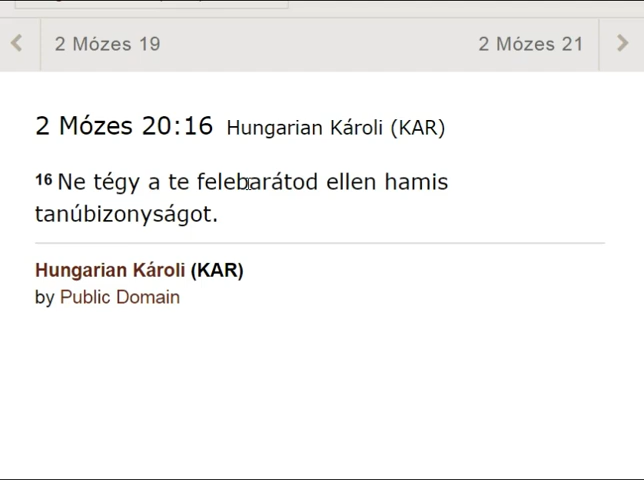 2 Mózes 19
2 Mózes 21
2 Mózes 20:16 Hungarian Károli (KAR)
16 Ne tégy a te felebarátod ellen hamis
tanúbizonyságot.
Hungarian Károli (KAR)
by Public Domain